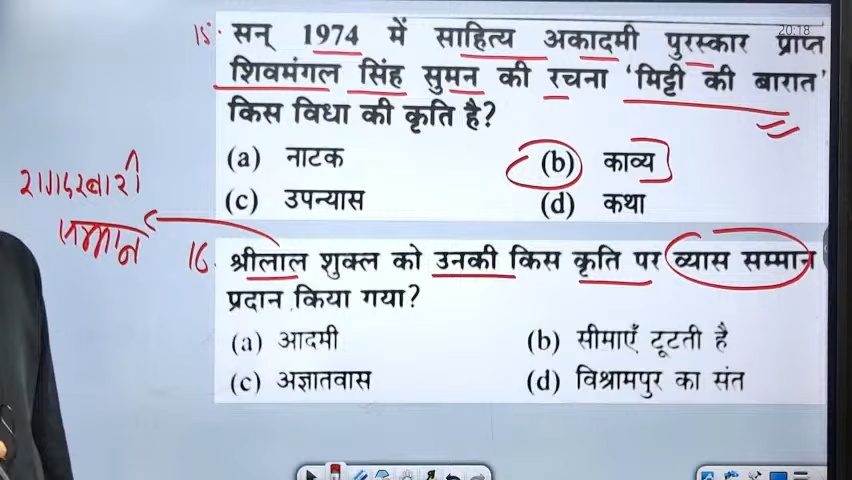 20:18
15. सन् 1974 में साहित्य अकादमी पुरस्कार प्राप्त
शिवमंगल सिंह सुमन की रचना 'मिट्टी की बारात'
किस विधा की कृति है?
(a) नाटक (b) काव्य
(c) उपन्यास (d) कथा
रागदरबारी
सम्मान
16. श्रीलाल शुक्ल को उनकी किस कृति पर व्यास सम्मान
प्रदान किया गया?
(a) आदमी (b) सीमाएँ टूटती है
(c) अज्ञातवास (d) विश्रामपुर का संत